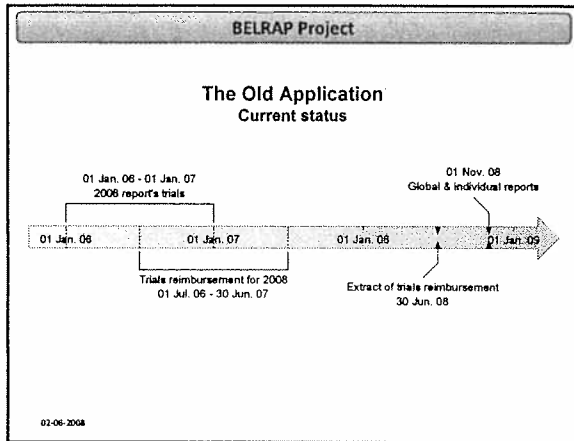 BELRAP Project
The Old Application
Current status
01 Jan. 06 - 01 Jan. 07
2008 report's trials
01 Nov. 08
Global & individual reports
01 Jan. 06
01 Jan. 07
01 Jan. 08
01 Jan. 09
Trials reimbursement for 2008
01 Jul. 06 - 30 Jun. 07
Extract of trials reimbursement
30 Jun. 08
02-06-2008